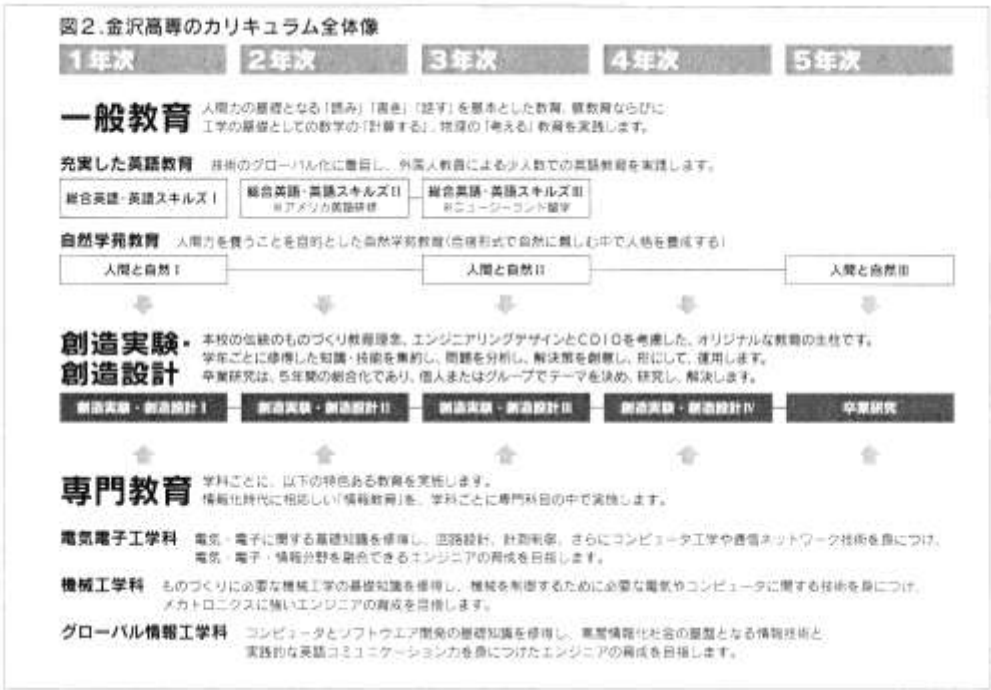 図2.金沢高専のカリキュラム全体像
1年次 2年次 3年次 4年次 5年次
一般教育
人間力の基礎となる「読み」「書き」「話す」を基本とした教育、徳教育ならびに
工学の基礎としての数学の「計算する」、物理の「考える」教育を実践します。
充実した英語教育 技術のグローバル化に着目し、外国人教員による少人数での英語教育を実践します。
総合英語・英語スキルズⅠ 総合英語・英語スキルズⅡ 総合英語・英語スキルズⅢ
※アメリカ英語研修 ※ニュージーランド留学
自然学苑教育 人間力を養うことを目的とした自然学苑教育(合宿形式で自然に親しむ中で人格を養成する)
人間と自然Ⅰ 人間と自然Ⅱ 人間と自然Ⅲ
創造実験・
創造設計
本校の伝統のものづくり教育理念、エンジニアリングデザインとCDIOを考慮した、オリジナルな教育の主柱です。
学年ごとに修得した知識・技能を集約し、問題を分析し、解決策を創意し、形にして、運用します。
卒業研究は、5年間の総合化であり、個人またはグループでテーマを決め、研究し、解決します。
創造実験・創造設計Ⅰ 創造実験・創造設計Ⅱ 創造実験・創造設計Ⅲ 創造実験・創造設計Ⅳ 卒業研究
専門教育
学科ごとに、以下の特色ある教育を実施します。
情報化時代に相応しい「情報教育」を、学科ごとに専門科目の中で実施します。
電気電子工学科 電気・電子に関する基礎知識を修得し、回路設計、計測制御、さらにコンピュータ工学や通信ネットワーク技術を身につけ、
電気・電子・情報分野を融合できるエンジニアの育成を目指します。
機械工学科 ものづくりに必要な機械工学の基礎知識を修得し、機械を制御するために必要な電気やコンピュータに関する技術を身につけ、
メカトロニクスに強いエンジニアの育成を目指します。
グローバル情報工学科 コンピュータとソフトウエア開発の基礎知識を修得し、高度情報化社会の基盤となる情報技術と
実践的な英語コミュニケーション力を身につけたエンジニアの育成を目指します。